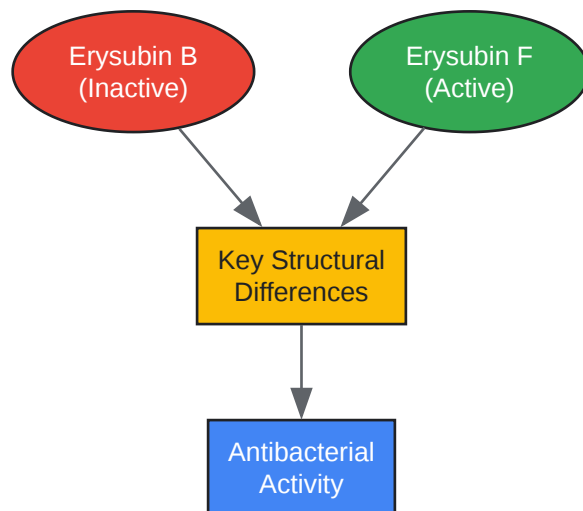 Erysubin B
(Inactive)
Erysubin F
(Active)
Key Structural
Differences
Antibacterial
Activity